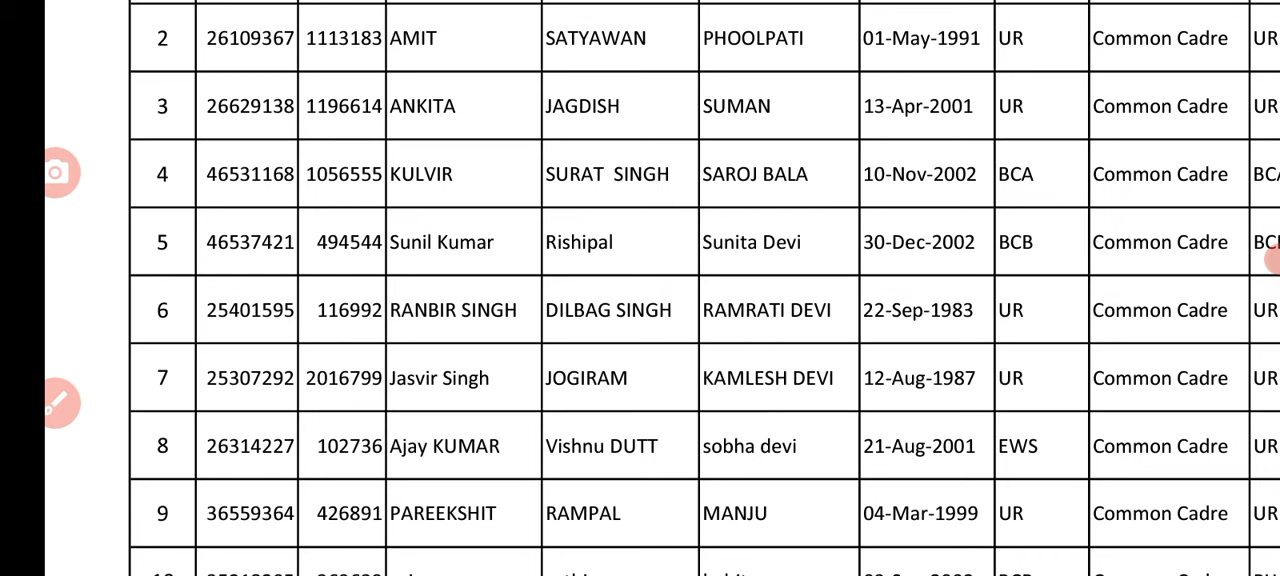 2 26109367 1113183 AMIT SATYAWAN PHOOLPATI 01-May-1991 UR Common Cadre UR
3 26629138 1196614 ANKITA JAGDISH SUMAN 13-Apr-2001 UR Common Cadre UR
4 46531168 1056555 KULVIR SURAT SINGH SAROJ BALA 10-Nov-2002 BCA Common Cadre BCA
5 46537421 494544 Sunil Kumar Rishipal Sunita Devi 30-Dec-2002 BCB Common Cadre
6 25401595 116992 RANBIR SINGH DILBAG SINGH RAMRATI DEVI 22-Sep-1983 UR Common Cadre UR
7 25307292 2016799 Jasvir Singh JOGIRAM KAMLESH DEVI 12-Aug-1987 UR Common Cadre UR
8 26314227 102736 Ajay KUMAR Vishnu DUTT sobha devi 21-Aug-2001 EWS Common Cadre UR
9 36559364 426891 PAREEKSHIT RAMPAL MANJU 04-Mar-1999 UR Common Cadre UR